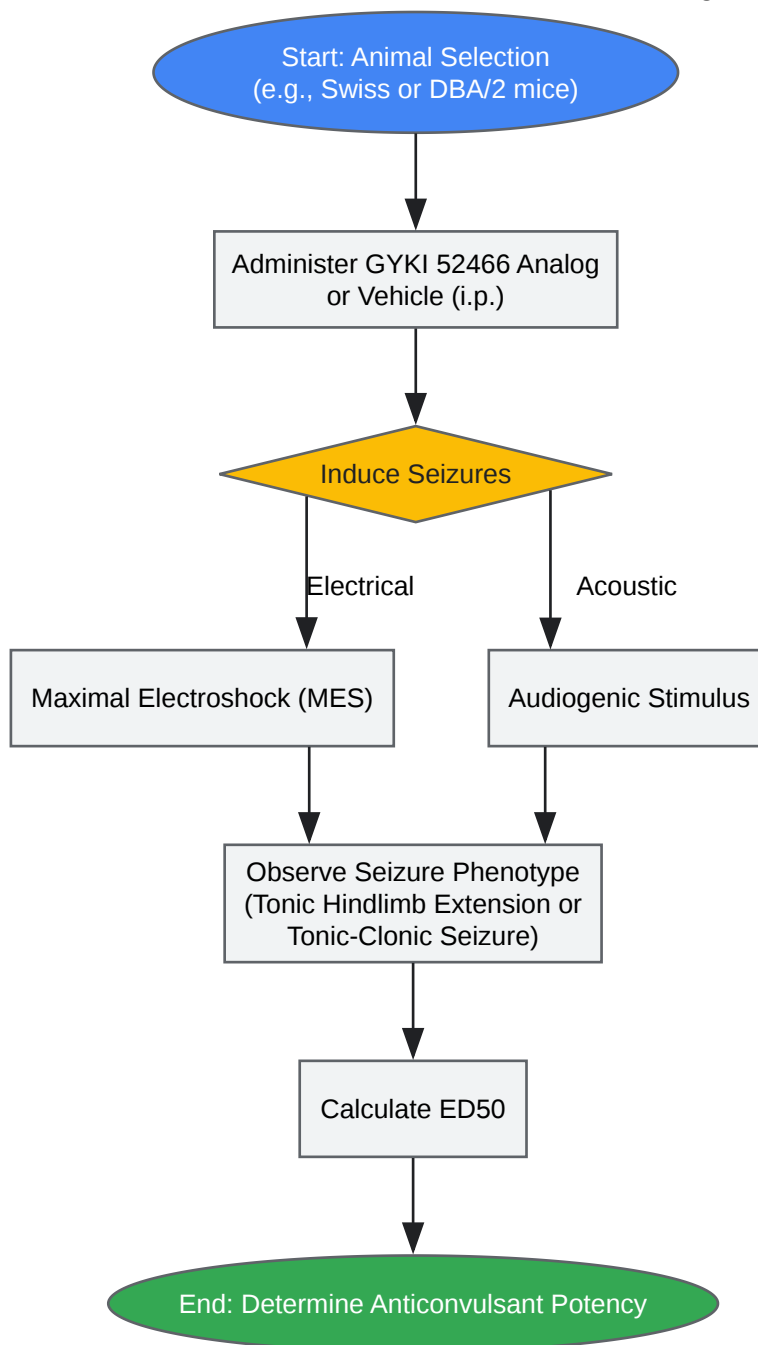 Start: Animal Selection
(e.g., Swiss or DBA/2 mice)
Administer GYKI 52466 Analog
or Vehicle (i.p.)
Induce Seizures
Electrical
Acoustic
Maximal Electroshock (MES)
Audiogenic Stimulus
Observe Seizure Phenotype
(Tonic Hindlimb Extension or
Tonic-Clonic Seizure)
Calculate ED50
End: Determine Anticonvulsant Potency